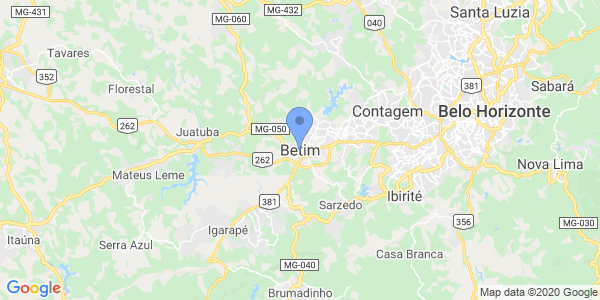 MG-431
MG-060
MG-432
040
Santa Luzia
Tavares
352
Florestal
381
Sabará
Contagem
Belo Horizonte
262
Juatuba
MG-050
Betim
262
Mateus Leme
Nova Lima
381
Sarzedo
Ibirité
Igarapé
356
MG-030
Itaúna
Serra Azul
Casa Branca
MG-040
Google
Brumadinho
Map data ©2020 Google